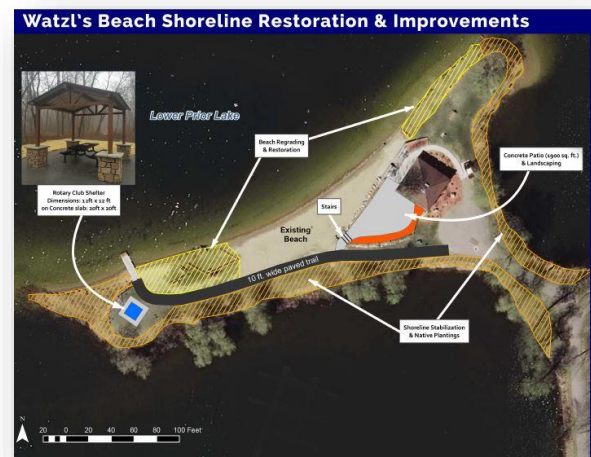 Watzl's Beach Shoreline Restoration & Improvements
Lower Prior Lake
Beach Regrading
& Restoration
Concrete Patio (1500 sq. ft.)
& Landscaping
Rotary Club Shelter
Dimensions: 12ft x 12 ft
on Concrete slab: 20ft x 20ft
Stairs
Existing
Beach
10 ft. wide paved trail
Shoreline Stabilization
& Native Plantings
N
20 0 20 40 60 80 100 Feet